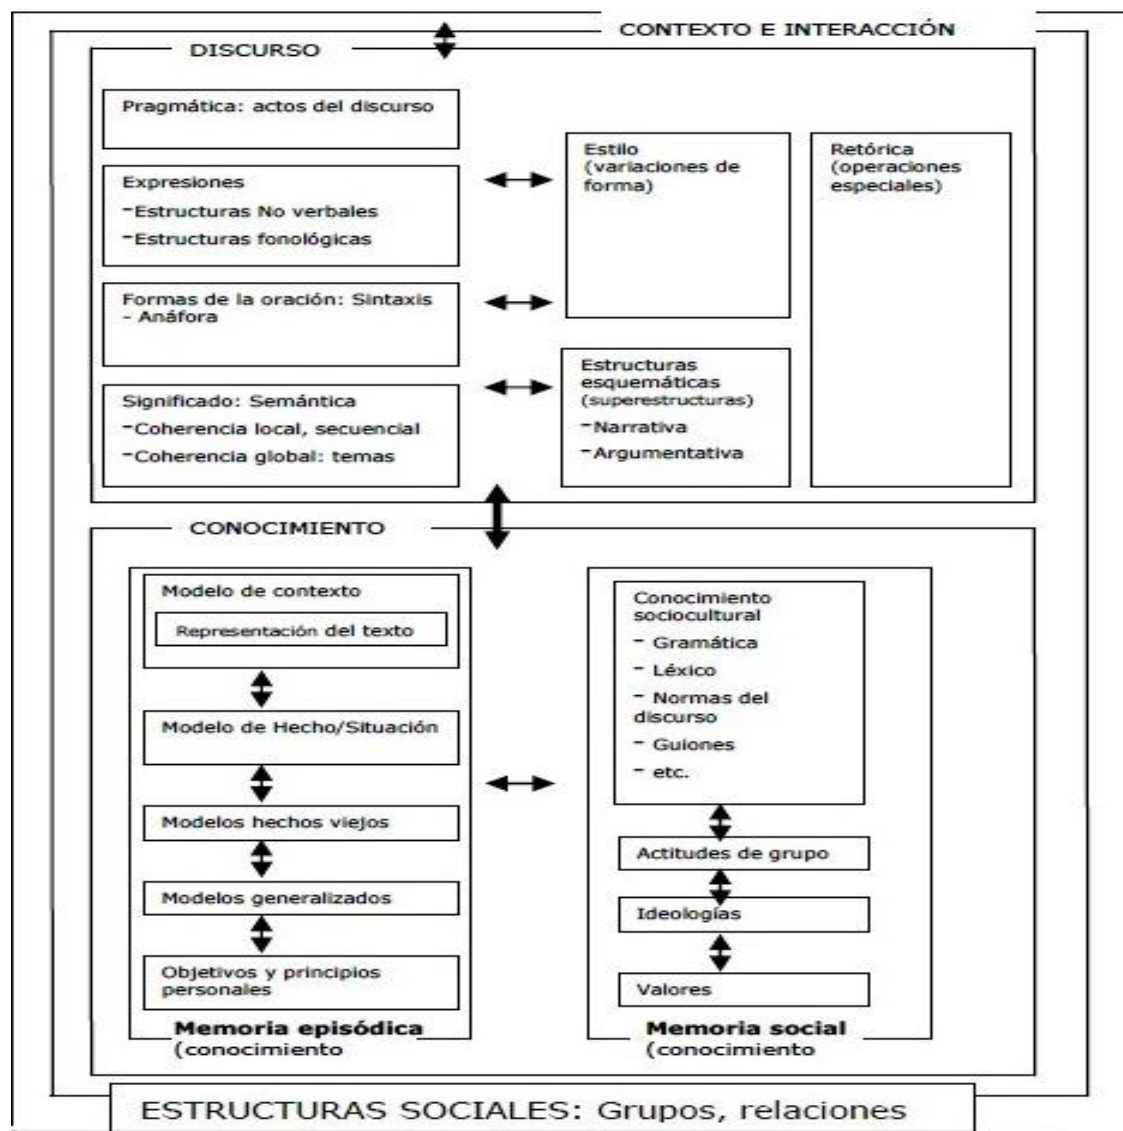 CONTEXTO E INTERACCIÓN
DISCURSO
Pragmática: actos del discurso
Expresiones
-Estructuras No verbales
-Estructuras fonológicas
Formas de la oración: Sintaxis
- Anáfora
Significado: Semántica
-Coherencia local, secuencial
-Coherencia global: temas
Estilo
(variaciones de
forma)
Estructuras
esquemáticas
(superestructuras)
-Narrativa
-Argumentativa
Retórica
(operaciones
especiales)
CONOCIMIENTO
Modelo de contexto
Representación del texto
Modelo de Hecho/Situación
Modelos hechos viejos
Modelos generalizados
Objetivos y principios
personales
Memoria episódica
(conocimiento
Conocimiento
sociocultural
- Gramática
- Léxico
- Normas del
discurso
- Guiones
- etc.
Actitudes de grupo
Ideologías
Valores
Memoria social
(conocimiento
ESTRUCTURAS SOCIALES: Grupos, relaciones